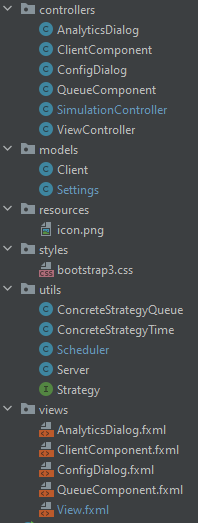 controllers
AnalyticsDialog
ClientComponent
ConfigDialog
QueueComponent
SimulationController
ViewController
models
Client
Settings
resources
icon.png
styles
bootstrap3.css
utils
ConcreteStrategyQueue
ConcreteStrategyTime
Scheduler
Server
Strategy
views
AnalyticsDialog.fxml
ClientComponent.fxml
ConfigDialog.fxml
QueueComponent.fxml
View.fxml